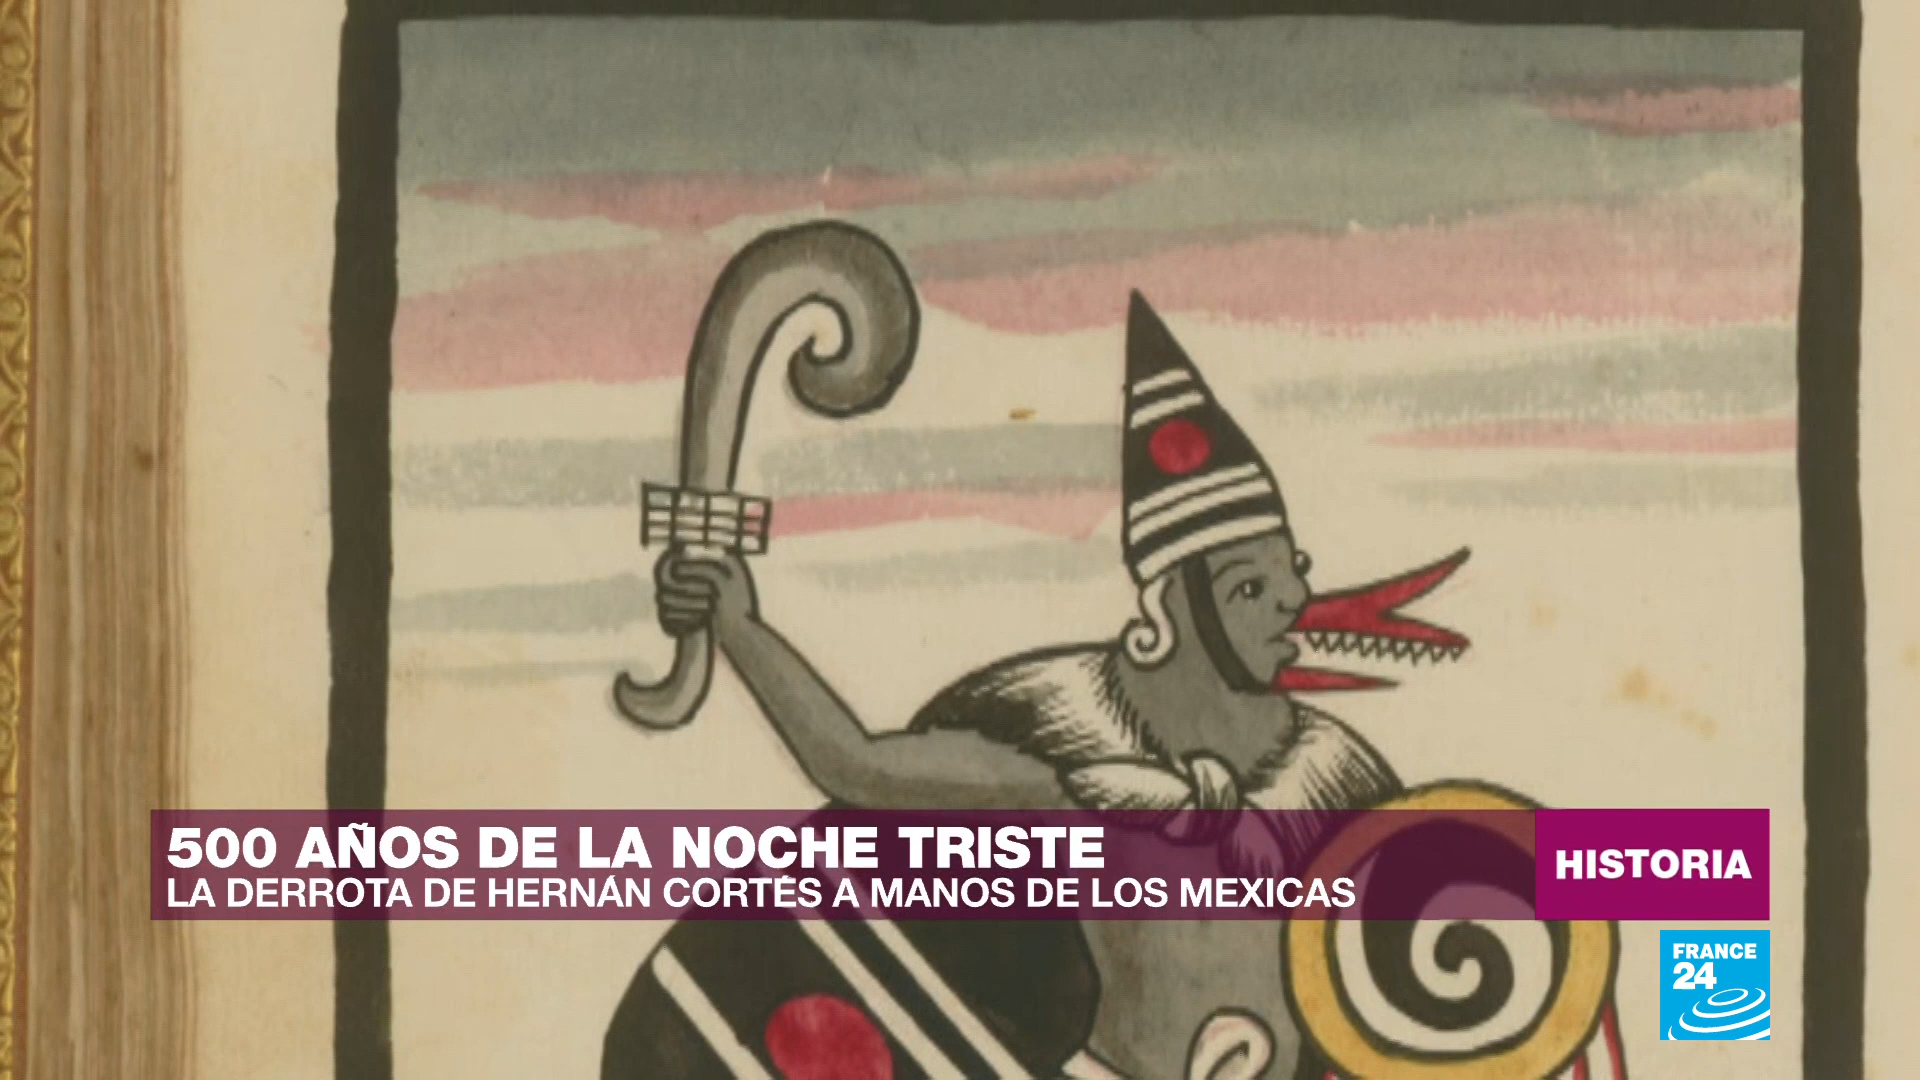 500 AÑOS DE LA NOCHE TRISTE
LA DERROTA DE HERNÁN CORTÉS A MANOS DE LOS MEXICAS
HISTORIA
FRANCE
24